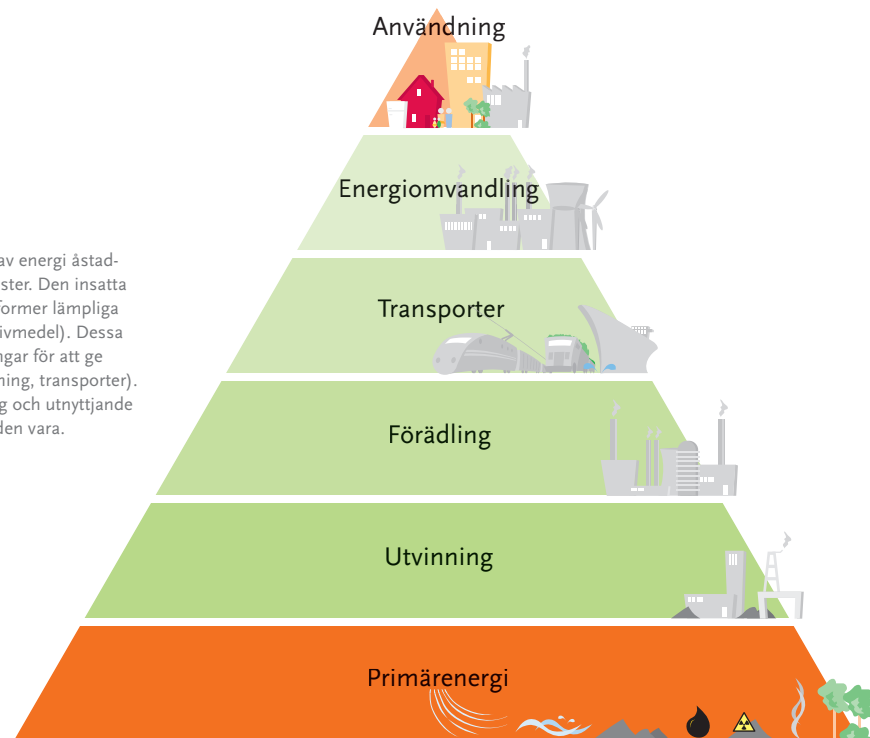 Användning
Energiomvandling
av energi åstad-
ster. Den insatta
former lämpliga
ivmedel). Dessa
ngar för att ge
ning, transporter).
g och utnyttjande
den vara.
Transporter
Förädling
Utvinning
Primärenergi